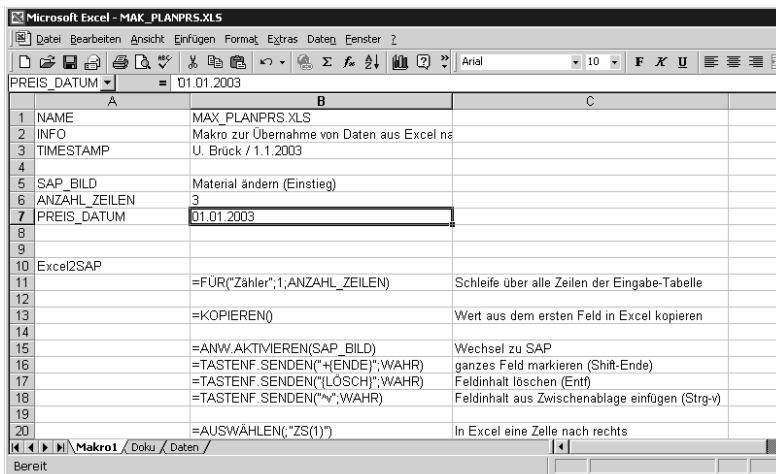 Microsoft Excel - MAK_PLANPRS.XLS
Datei Bearbeiten Ansicht Einfügen Format Extras Daten Fenster ?
Arial 10 F K U
PREIS_DATUM = '01.01.2003
A B C
1 NAME MAX_PLANPRS.XLS
2 INFO Makro zur Übernahme von Daten aus Excel na
3 TIMESTAMP U. Brück / 1.1.2003
4
5 SAP_BILD Material ändern (Einstieg)
6 ANZAHL_ZEILEN 3
7 PREIS_DATUM 01.01.2003
8
9
10 Excel2SAP
11 =FÜR("Zähler";1;ANZAHL_ZEILEN) Schleife über alle Zeilen der Eingabe-Tabelle
12
13 =KOPIEREN() Wert aus dem ersten Feld in Excel kopieren
14
15 =ANW.AKTIVIEREN(SAP_BILD) Wechsel zu SAP
16 =TASTENF.SENDEN("+{ENDE}";WAHR) ganzes Feld markieren (Shift-Ende)
17 =TASTENF.SENDEN("{LÖSCH}";WAHR) Feldinhalt löschen (Entf)
18 =TASTENF.SENDEN("^v";WAHR) Feldinhalt aus Zwischenablage einfügen (Strg-v)
19
20 =AUSWÄHLEN(;"ZS(1)") In Excel eine Zelle nach rechts
Makro1 / Doku / Daten /
Bereit